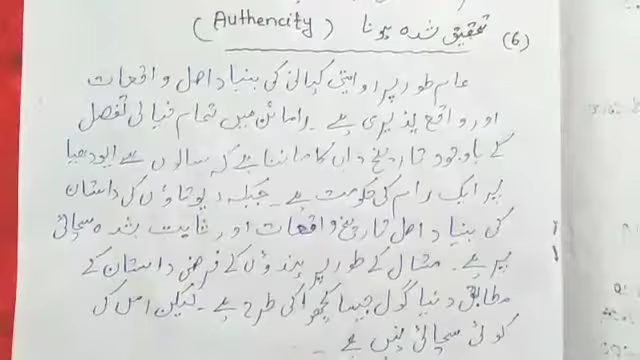 (6) تحقیق شدہ ہونا (Authencity)
عام طور پر روایتی کہانی کی بنیاد اصل واقعات
اور واقع پذیری ہے ۔ رامائن میں تمام خیالی تفصل
کے باوجود تاریخ داں کا ماننا ہے کہ سالوں سے ایودھیا
پر ایک رام کی حکومت ہے ۔ جبکہ دیوتاؤں کی داستان
کی بنیاد اصل تاریخ واقعات اور ثابت شدہ سچائی
پر ہے ۔ مثال کے طور پر ہندوؤں کے فرضی داستان کے
مطابق دنیا گول جیسا کچھوا کی طرح ہے ۔ لیکن اس کی
کوئی سچائی نہیں ہے ۔